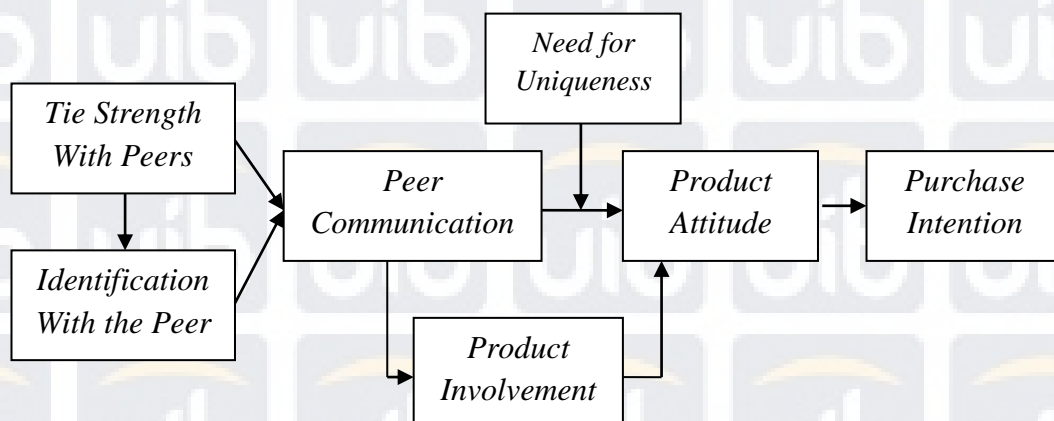 Need for
Uniqueness
Tie Strength
With Peers
Peer
Communication
Product
Attitude
Purchase
Intention
Identification
With the Peer
Product
Involvement